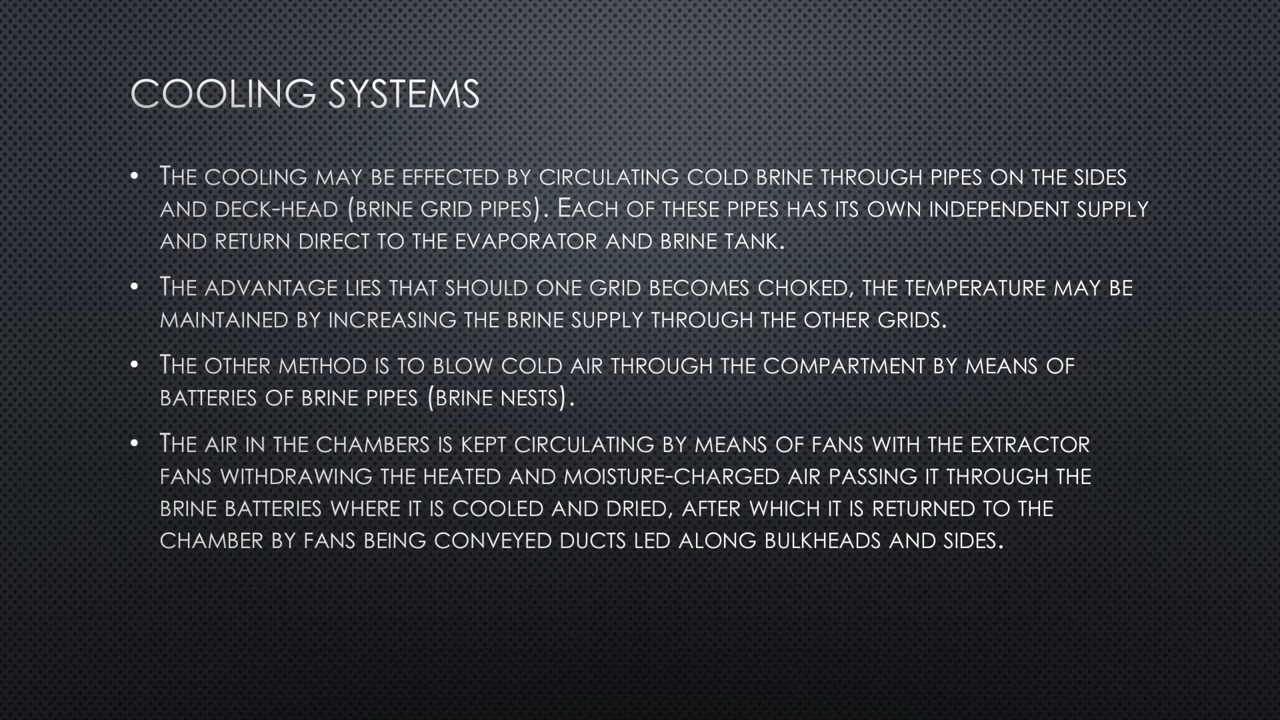 COOLING SYSTEMS
• THE COOLING MAY BE EFFECTED BY CIRCULATING COLD BRINE THROUGH PIPES ON THE SIDES
AND DECK-HEAD (BRINE GRID PIPES). EACH OF THESE PIPES HAS ITS OWN INDEPENDENT SUPPLY
AND RETURN DIRECT TO THE EVAPORATOR AND BRINE TANK.
• THE ADVANTAGE LIES THAT SHOULD ONE GRID BECOMES CHOKED, THE TEMPERATURE MAY BE
MAINTAINED BY INCREASING THE BRINE SUPPLY THROUGH THE OTHER GRIDS.
• THE OTHER METHOD IS TO BLOW COLD AIR THROUGH THE COMPARTMENT BY MEANS OF
BATTERIES OF BRINE PIPES (BRINE NESTS).
• THE AIR IN THE CHAMBERS IS KEPT CIRCULATING BY MEANS OF FANS WITH THE EXTRACTOR
FANS WITHDRAWING THE HEATED AND MOISTURE-CHARGED AIR PASSING IT THROUGH THE
BRINE BATTERIES WHERE IT IS COOLED AND DRIED, AFTER WHICH IT IS RETURNED TO THE
CHAMBER BY FANS BEING CONVEYED DUCTS LED ALONG BULKHEADS AND SIDES.